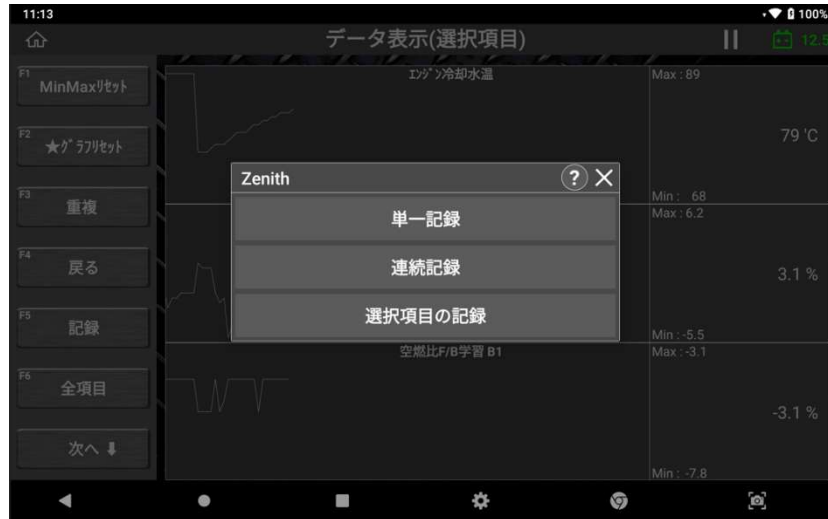 11:13
100%
データ表示(選択項目)
12.5
F1
MinMaxリセット
F2
★グラフリセット
F3
重複
F4
戻る
F5
記録
F6
全項目
次へ
エンジン冷却水温
Max : 89
79 'C
Min : 68
Max : 6.2
3.1 %
Min : -5.5
空燃比F/B学習 B1
Max : -3.1
-3.1 %
Min : -7.8
Zenith
?
単一記録
連続記録
選択項目の記録